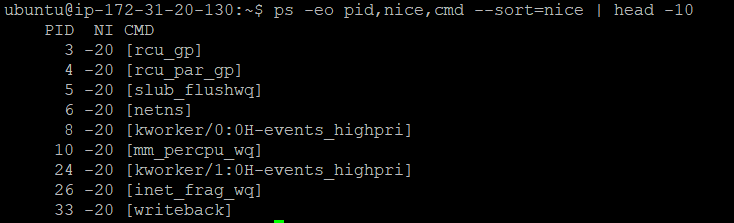 ubuntu@ip-172-31-20-130:~$ ps -eo pid,nice,cmd --sort=nice | head -10
PID NI CMD
3 -20 [rcu_gp]
4 -20 [rcu_par_gp]
5 -20 [slub_flushwq]
6 -20 [netns]
8 -20 [kworker/0:0H-events_highpri]
10 -20 [mm_percpu_wq]
24 -20 [kworker/1:0H-events_highpri]
26 -20 [inet_frag_wq]
33 -20 [writeback]